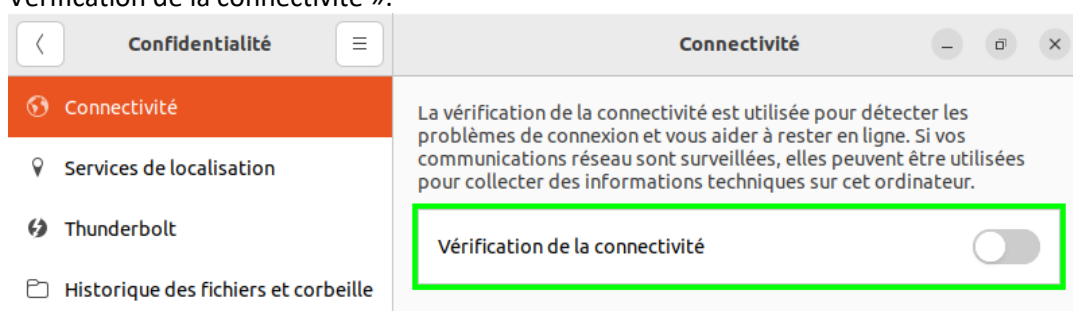 Vérification de la connectivité ».
Confidentialité
Connectivité
Connectivité
Services de localisation
Thunderbolt
Historique des fichiers et corbeille
La vérification de la connectivité est utilisée pour détecter les
problèmes de connexion et vous aider à rester en ligne. Si vos
communications réseau sont surveillées, elles peuvent être utilisées
pour collecter des informations techniques sur cet ordinateur.
Vérification de la connectivité